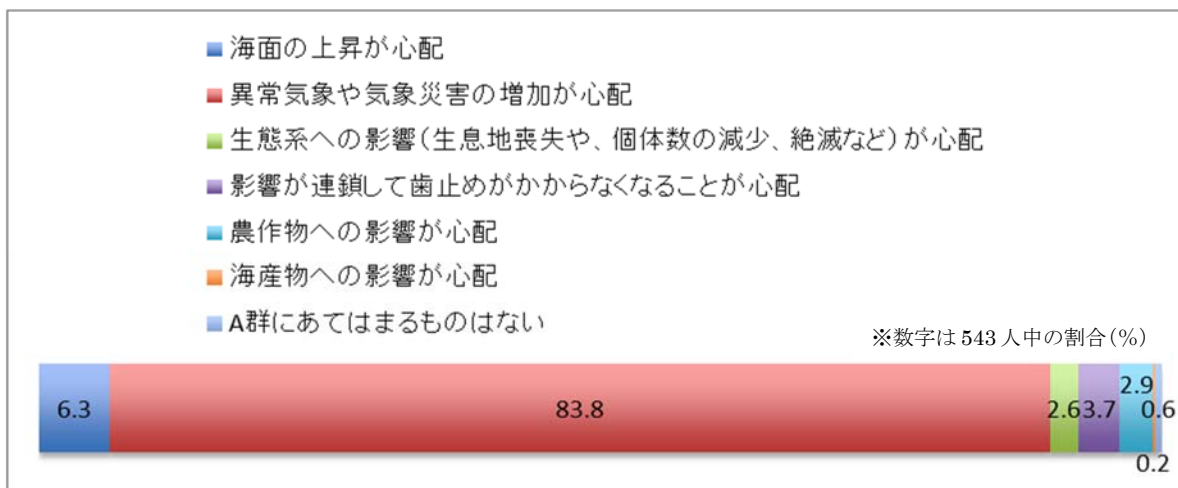 海面の上昇が心配
異常気象や気象災害の増加が心配
生態系への影響(生息地喪失や、個体数の減少、絶滅など)が心配
影響が連鎖して歯止めがかからなくなることが心配
農作物への影響が心配
海産物への影響が心配
A群にあてはまるものはない
※数字は 543 人中の割合(%)
6.3 83.8 2.6 3.7 2.9 0.2 0.6